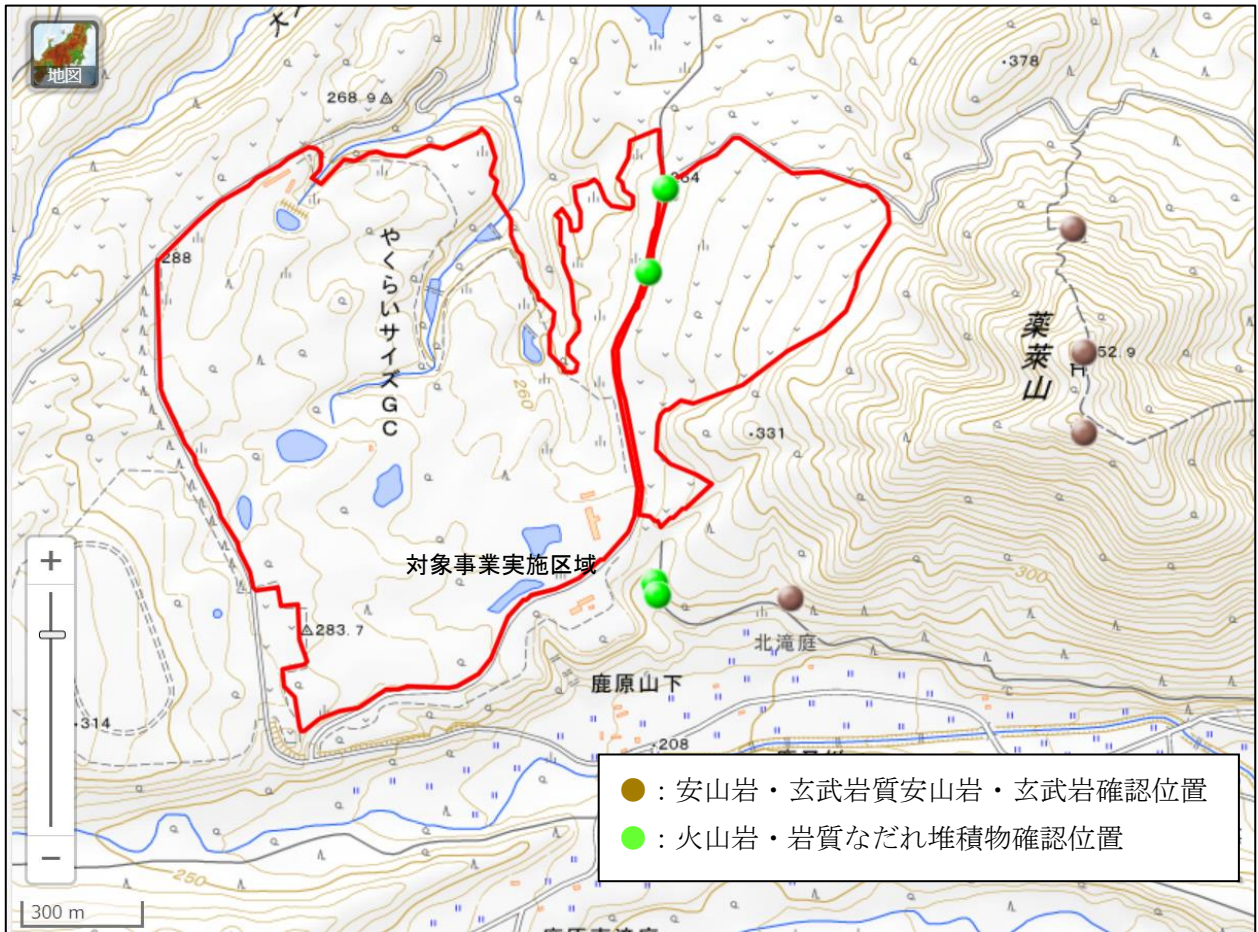 地図
268.9
378
264
288
やくらいサイズGC
薬萊山
52.9
260
331
対象事業実施区域
283.7
300
北滝庭
鹿原山下
314
208
●：安山岩・玄武岩質安山岩・玄武岩確認位置
●：火山岩・岩質なだれ堆積物確認位置
250
300 m